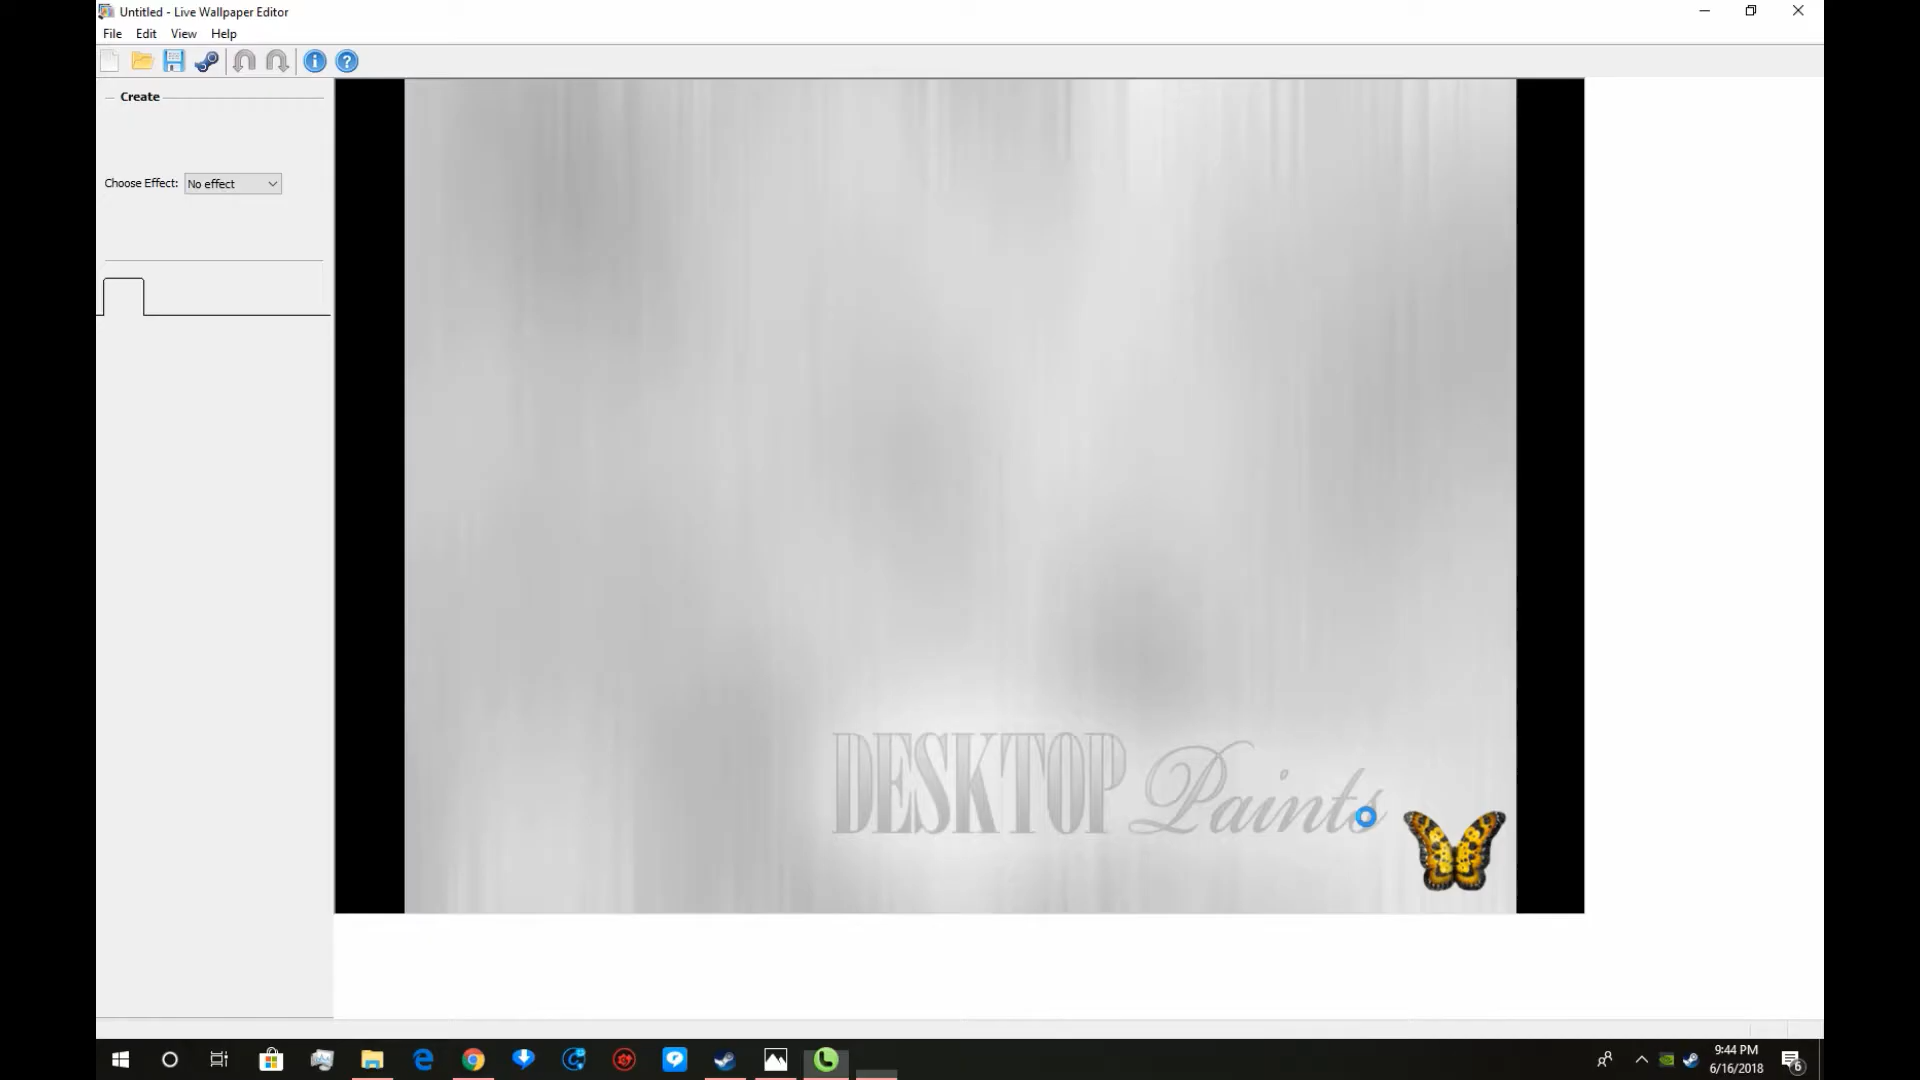 Untitled - Live Wallpaper Editor
File Edit View Help
Create
Choose Effect: No effect
DESKTOP Paints
9:44 PM
6/16/2018
6